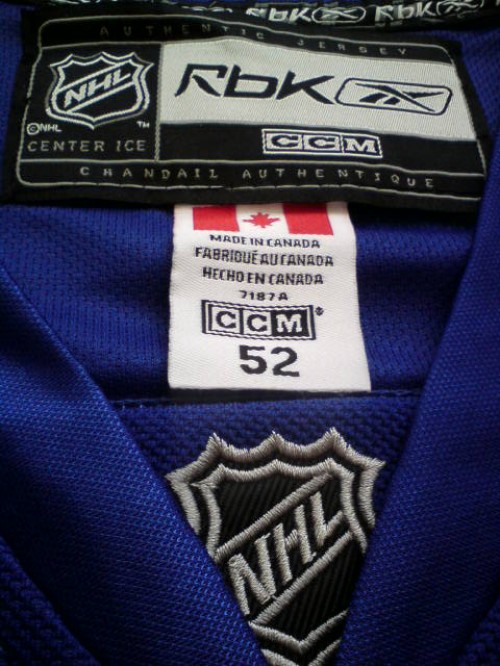 RbK RbK
AUTHENTIC JERSEY
NHL
RbK
©NHL TM
CENTER ICE
CCM
CHANDAIL AUTHENTIQUE
MADE IN CANADA
FABRIQUÉ AU CANADA
HECHO EN CANADA
7187A
CCM®
52
NHL